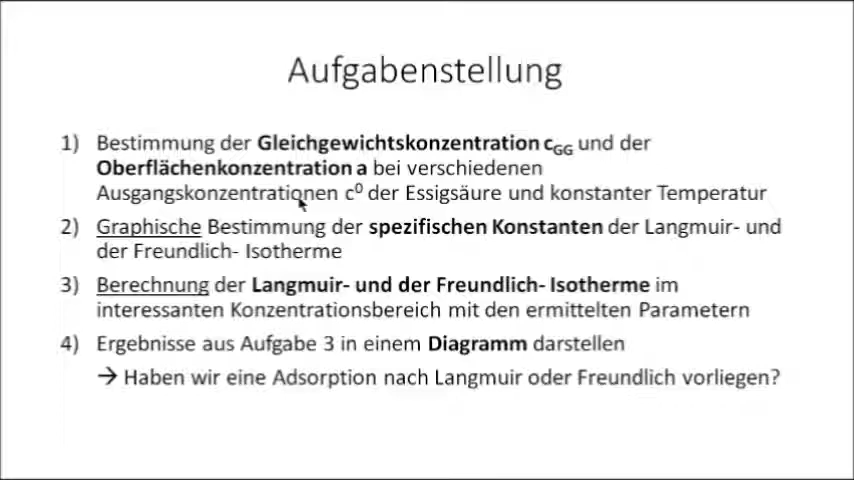 Aufgabenstellung
1) Bestimmung der Gleichgewichtskonzentration cGG und der
Oberflächenkonzentration a bei verschiedenen
Ausgangskonzentrationen c⁰ der Essigsäure und konstanter Temperatur
2) Graphische Bestimmung der spezifischen Konstanten der Langmuir- und
der Freundlich- Isotherme
3) Berechnung der Langmuir- und der Freundlich- Isotherme im
interessanten Konzentrationsbereich mit den ermittelten Parametern
4) Ergebnisse aus Aufgabe 3 in einem Diagramm darstellen
→ Haben wir eine Adsorption nach Langmuir oder Freundlich vorliegen?